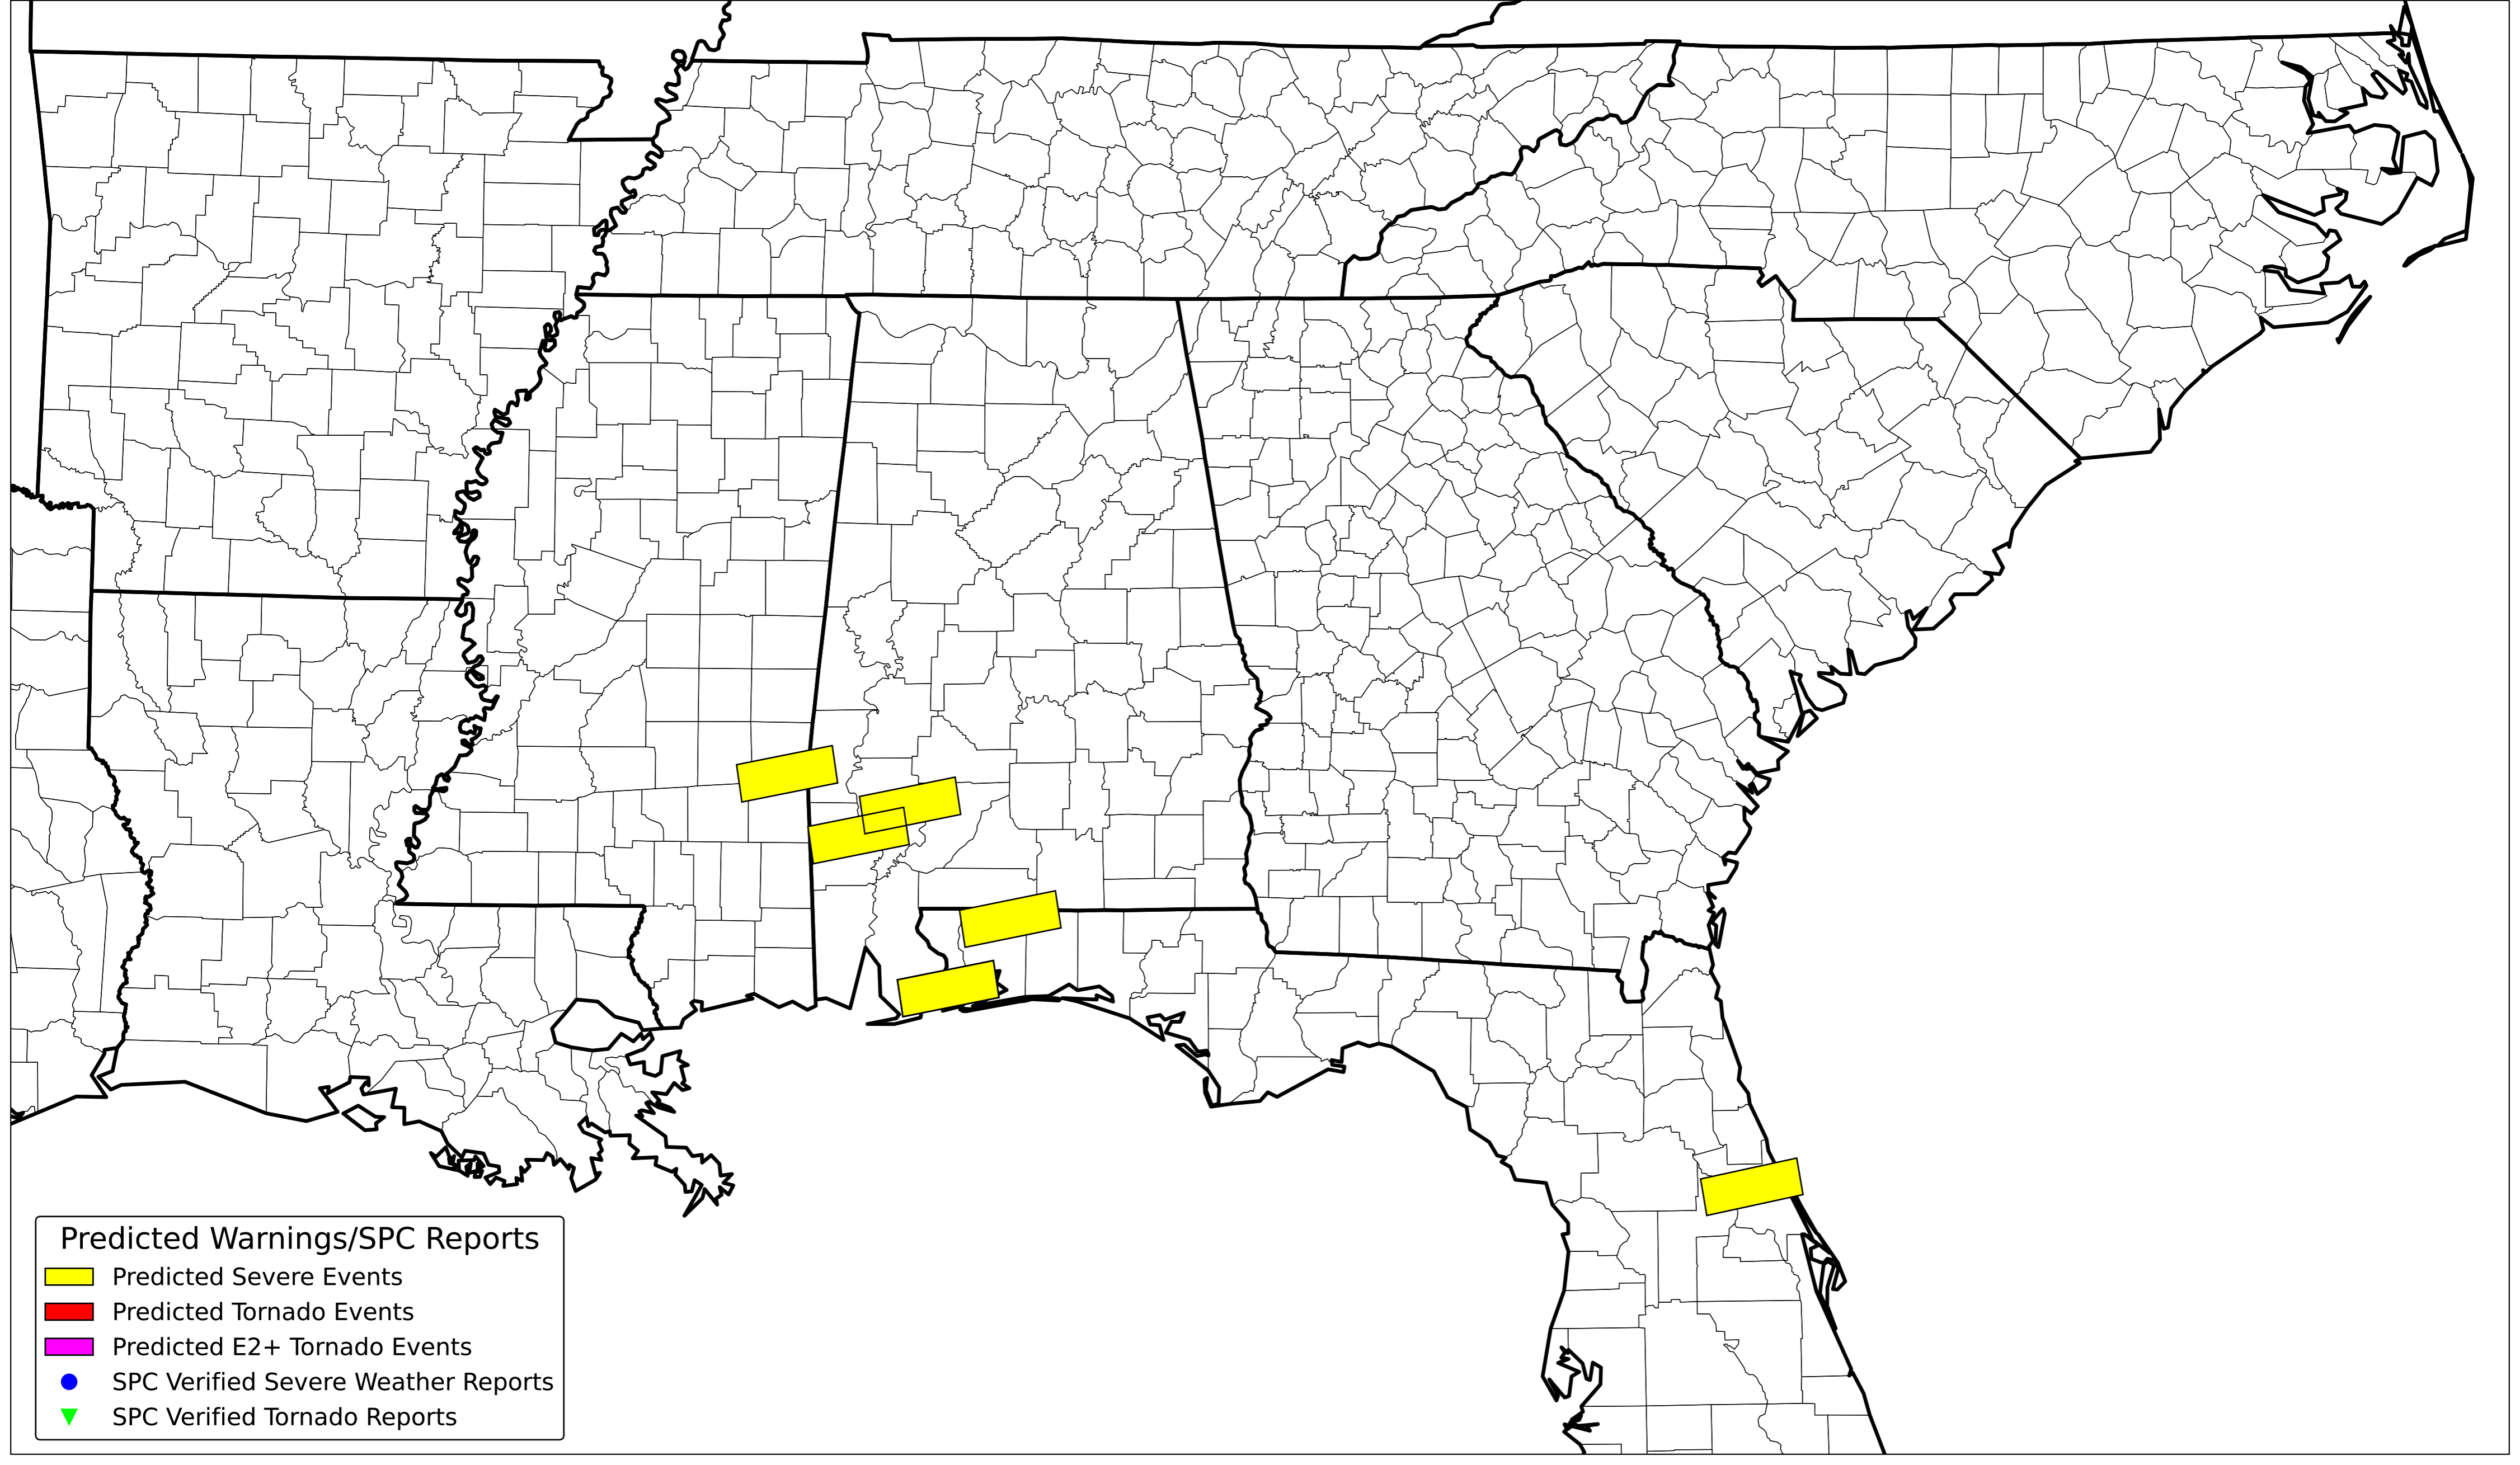 Predicted Warnings/SPC Reports
Predicted Severe Events
Predicted Tornado Events
Predicted E2+ Tornado Events
SPC Verified Severe Weather Reports
SPC Verified Tornado Reports